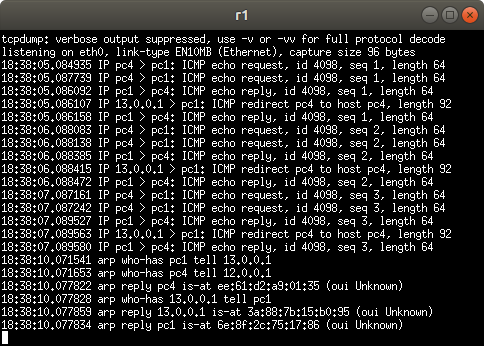 r1
tcpdump: verbose output suppressed, use -v or -vv for full protocol decode
listening on eth0, link-type EN10MB (Ethernet), capture size 96 bytes
18:38:05.084935 IP pc4 > pc1: ICMP echo request, id 4098, seq 1, length 64
18:38:05.087739 IP pc4 > pc1: ICMP echo request, id 4098, seq 1, length 64
18:38:05.086092 IP pc1 > pc4: ICMP echo reply, id 4098, seq 1, length 64
18:38:05.086107 IP 13.0.0.1 > pc1: ICMP redirect pc4 to host pc4, length 92
18:38:05.086158 IP pc1 > pc4: ICMP echo reply, id 4098, seq 1, length 64
18:38:06.088083 IP pc4 > pc1: ICMP echo request, id 4098, seq 2, length 64
18:38:06.088138 IP pc4 > pc1: ICMP echo request, id 4098, seq 2, length 64
18:38:06.088385 IP pc1 > pc4: ICMP echo reply, id 4098, seq 2, length 64
18:38:06.088415 IP 13.0.0.1 > pc1: ICMP redirect pc4 to host pc4, length 92
18:38:06.088472 IP pc1 > pc4: ICMP echo reply, id 4098, seq 2, length 64
18:38:07.087161 IP pc4 > pc1: ICMP echo request, id 4098, seq 3, length 64
18:38:07.087242 IP pc4 > pc1: ICMP echo request, id 4098, seq 3, length 64
18:38:07.089527 IP pc1 > pc4: ICMP echo reply, id 4098, seq 3, length 64
18:38:07.089563 IP 13.0.0.1 > pc1: ICMP redirect pc4 to host pc4, length 92
18:38:07.089580 IP pc1 > pc4: ICMP echo reply, id 4098, seq 3, length 64
18:38:10.071541 arp who-has pc1 tell 13.0.0.1
18:38:10.071653 arp who-has pc4 tell 12.0.0.1
18:38:10.077822 arp reply pc4 is-at ee:61:d2:a9:01:35 (oui Unknown)
18:38:10.077828 arp who-has 13.0.0.1 tell pc1
18:38:10.077859 arp reply 13.0.0.1 is-at 3a:88:7b:15:b0:95 (oui Unknown)
18:38:10.077834 arp reply pc1 is-at 6e:8f:2c:75:17:86 (oui Unknown)